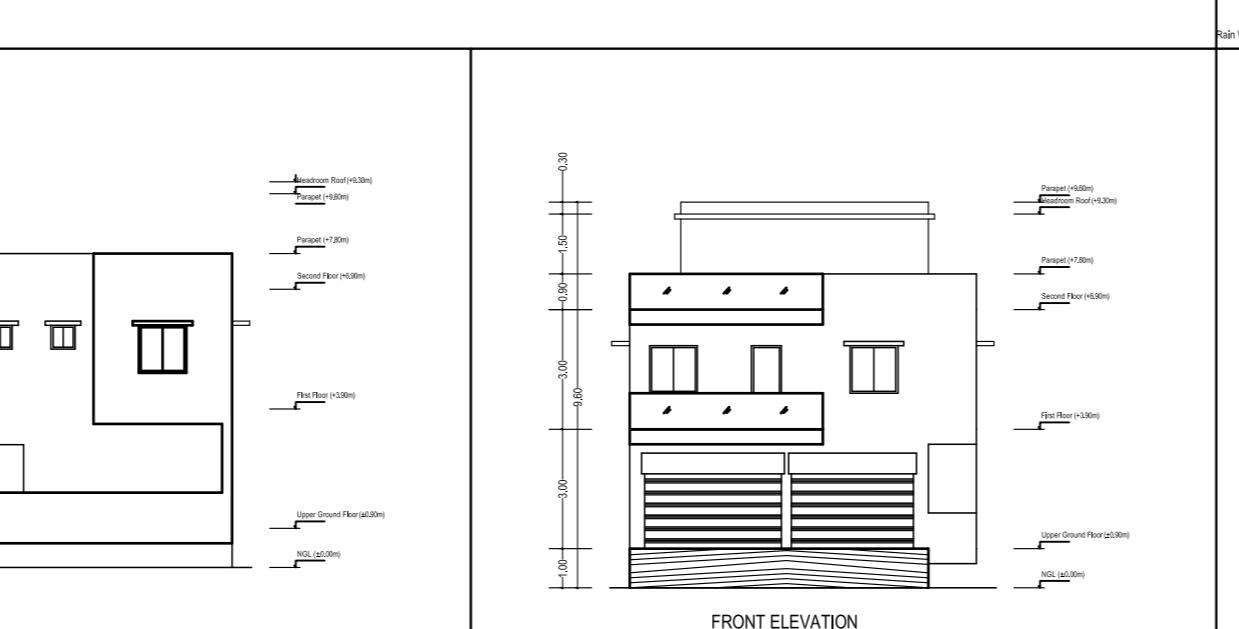 Rain
Headroom Roof (+9.30m)
Parapet (+9.60m)
Parapet (+7.80m)
Second Floor (+6.90m)
First Floor (+3.90m)
Upper Ground Floor (±0.90m)
NGL (±0.00m)
0.30
1.50
0.90
3.00
9.60
3.00
1.00
Parapet (+9.60m)
Headroom Roof (+9.30m)
Parapet (+7.80m)
Second Floor (+6.90m)
First Floor (+3.90m)
Upper Ground Floor (±0.90m)
NGL (±0.00m)
FRONT ELEVATION